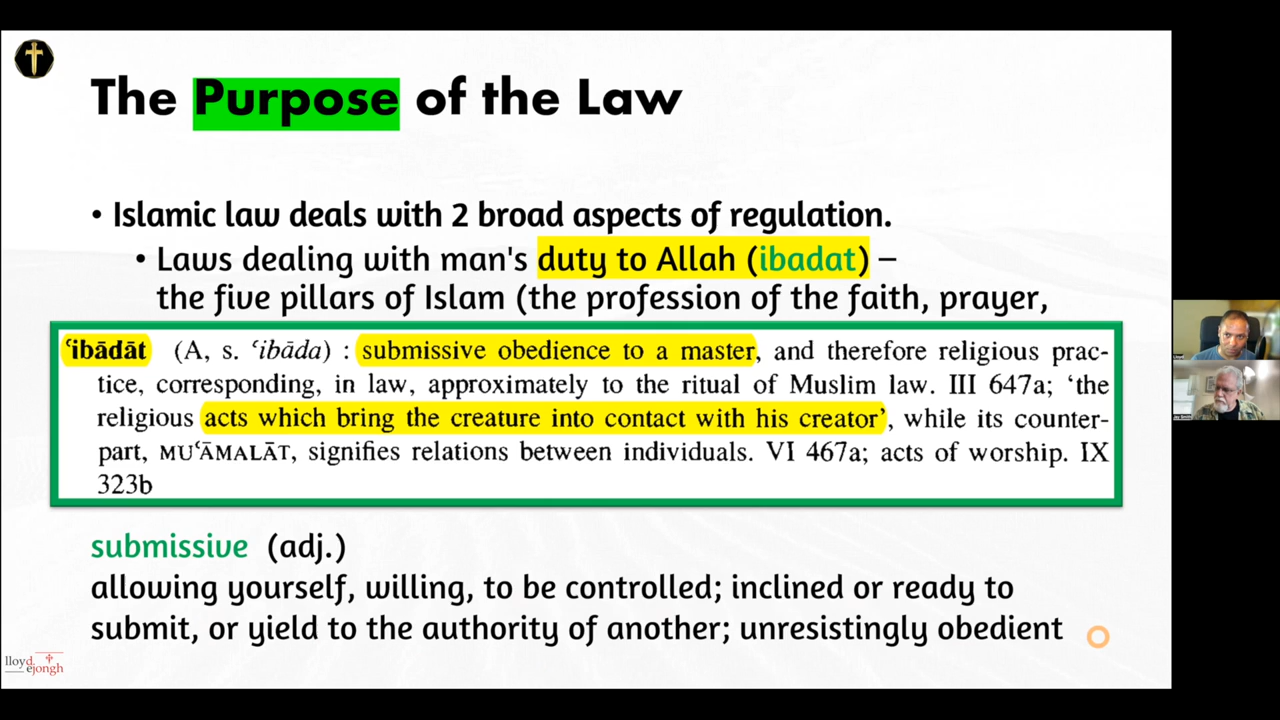 The Purpose of the Law
• Islamic law deals with 2 broad aspects of regulation.
• Laws dealing with man's duty to Allah (ibadat) –
the five pillars of Islam (the profession of the faith, prayer,
ʿibādāt (A, s. ʿibāda) : submissive obedience to a master, and therefore religious prac-
tice, corresponding, in law, approximately to the ritual of Muslim law. III 647a; ‘the
religious acts which bring the creature into contact with his creator’, while its counter-
part, MUʿĀMALĀT, signifies relations between individuals. VI 467a; acts of worship. IX
323b
submissive (adj.)
allowing yourself, willing, to be controlled; inclined or ready to
submit, or yield to the authority of another; unresistingly obedient
lloyd
dejongh